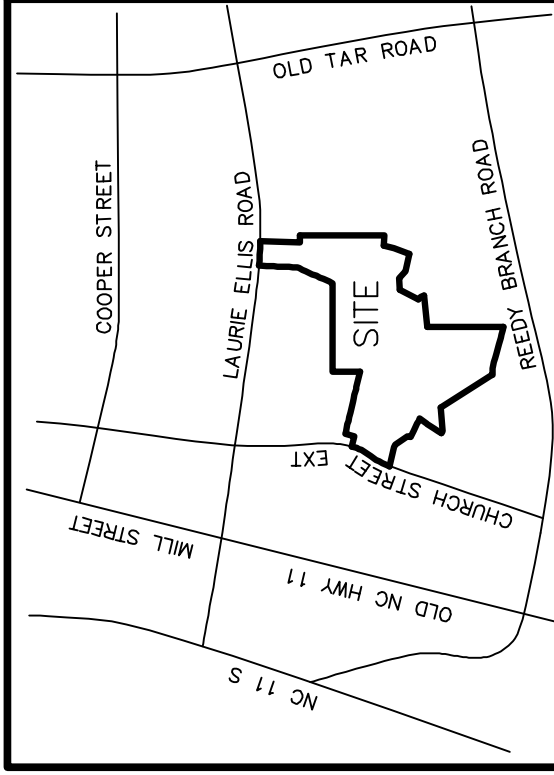 OLD TAR ROAD
COOPER STREET
LAURIE ELLIS ROAD
REEDY BRANCH ROAD
SITE
CHURCH STREET EXT
MILL STREET
OLD NC HWY 11
NC 11 S